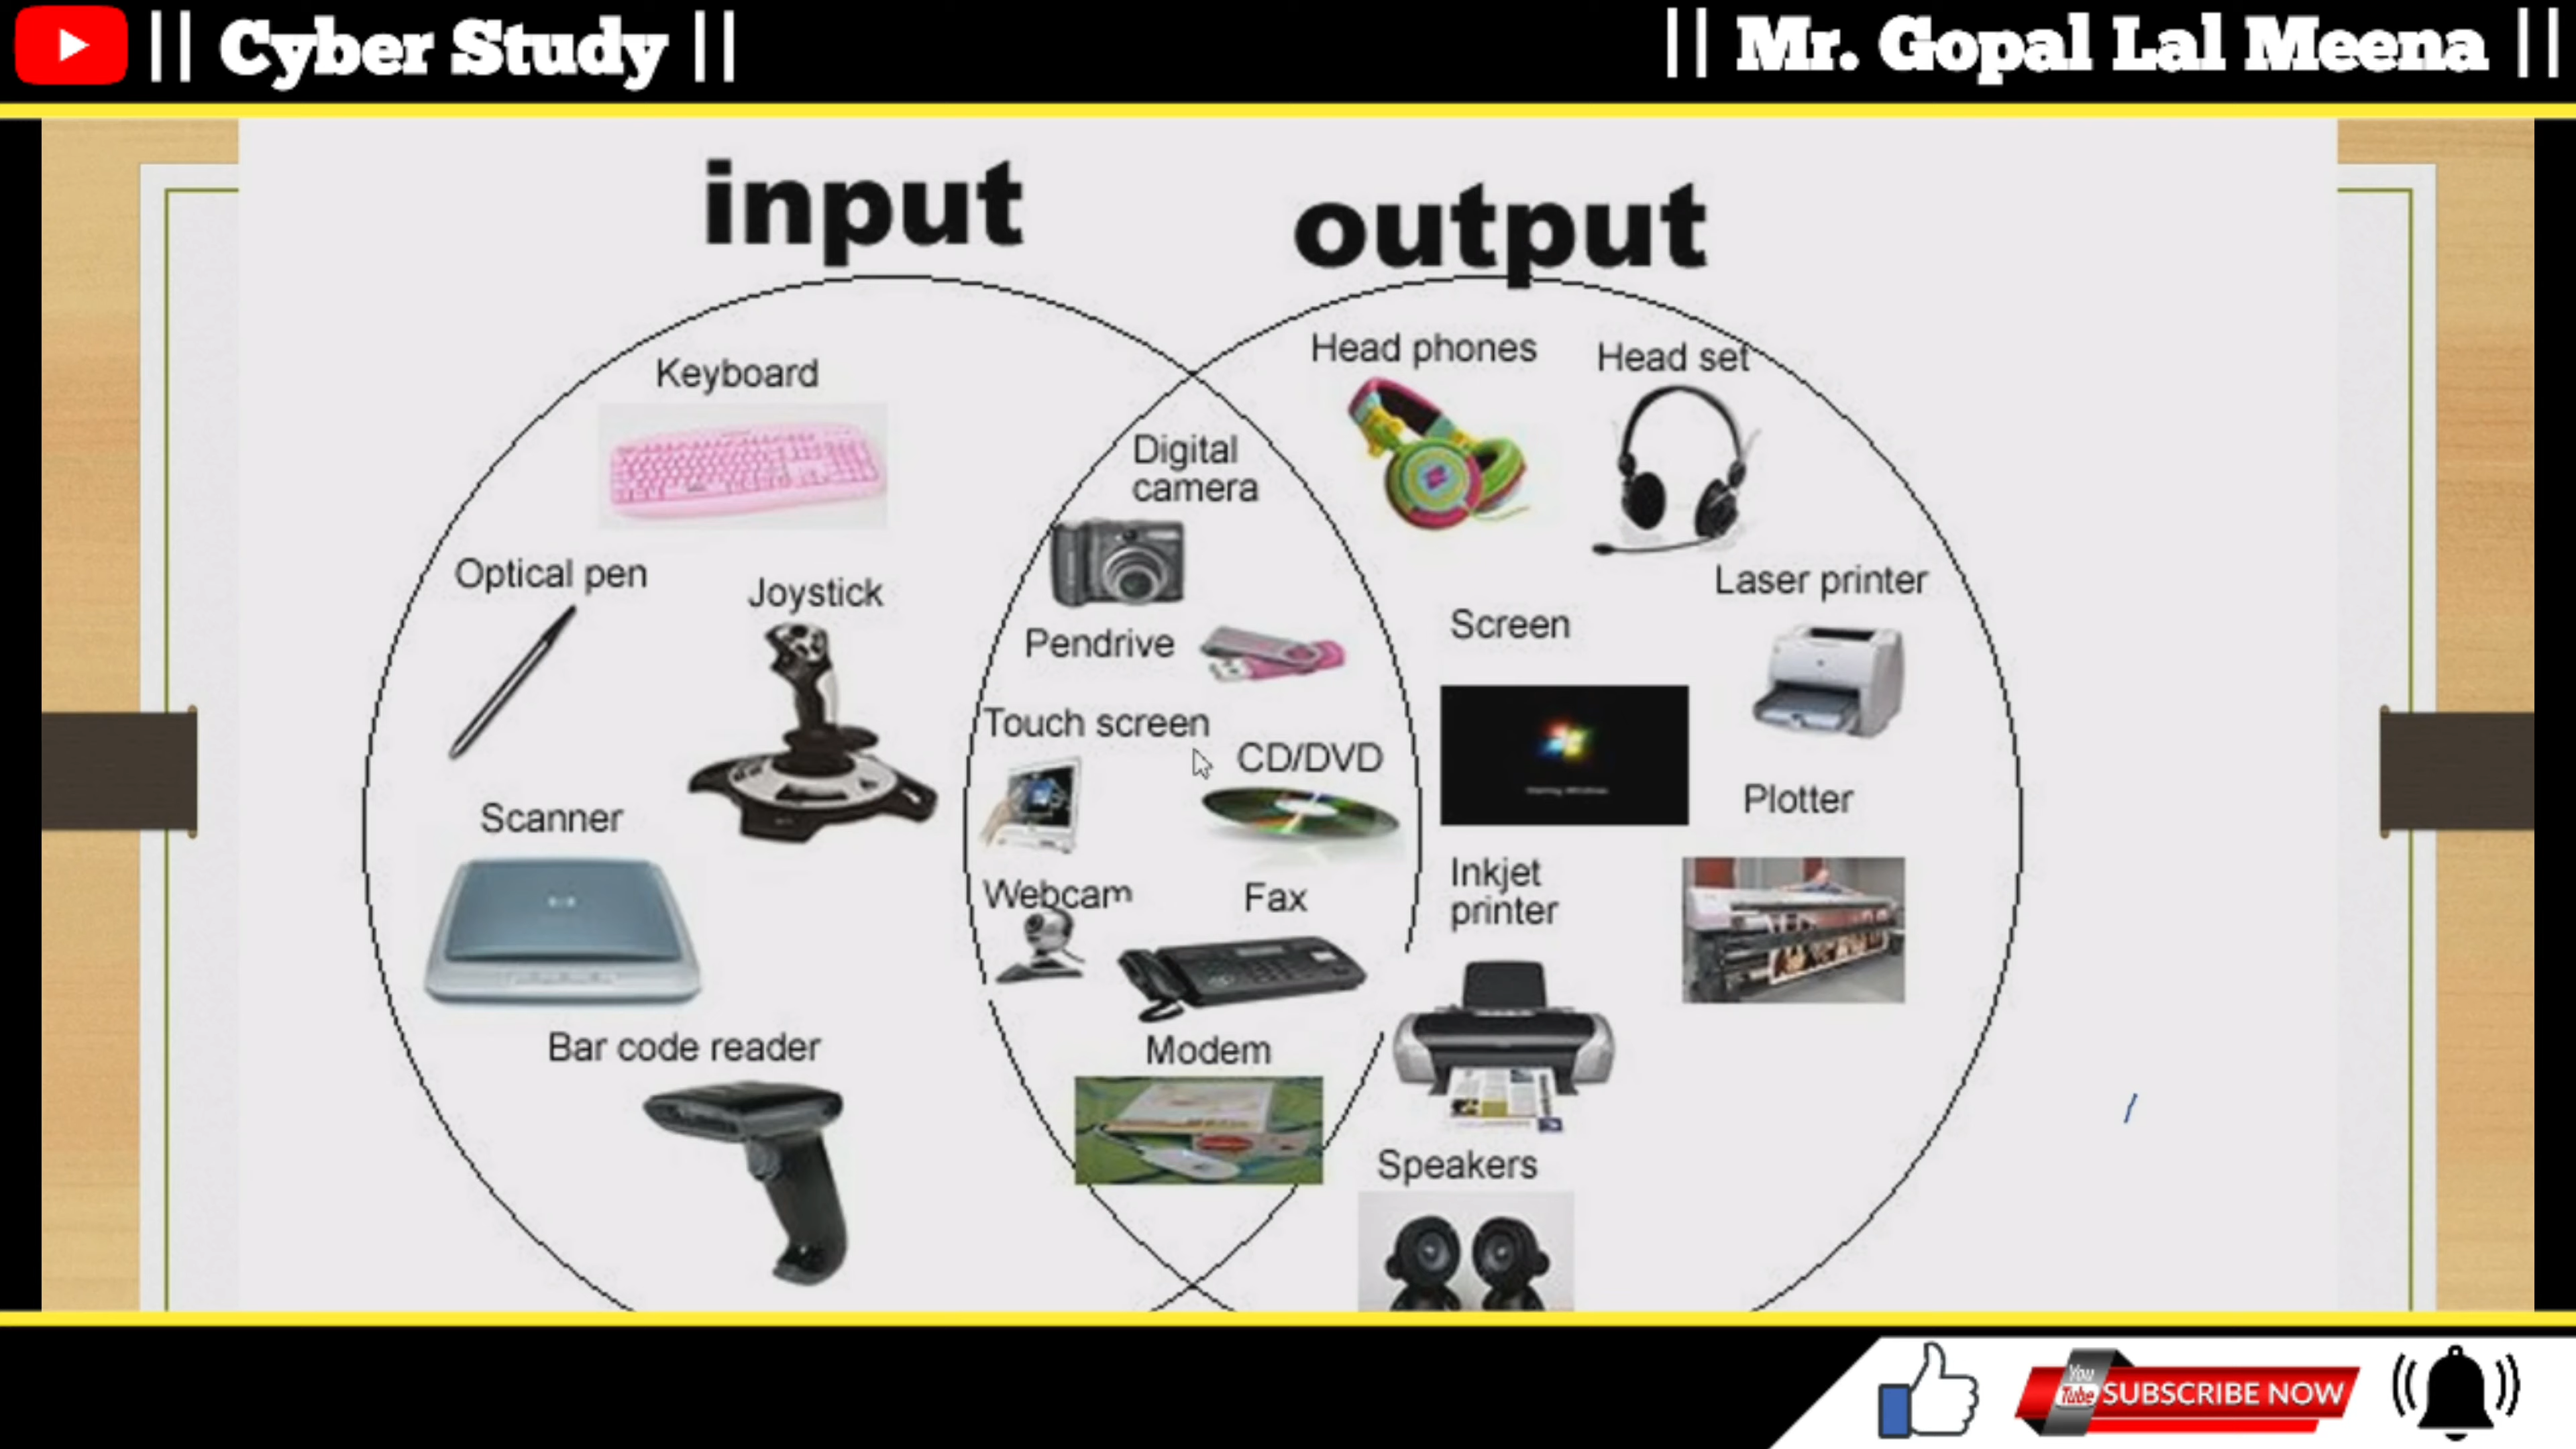 || Cyber Study ||
|| Mr. Gopal Lal Meena ||
input
output
Keyboard
Optical pen
Joystick
Scanner
Bar code reader
Digital
camera
Pendrive
Touch screen
CD/DVD
Webcam
Fax
Modem
Head phones
Head set
Laser printer
Screen
Plotter
Inkjet
printer
Speakers
You
Tube
SUBSCRIBE NOW